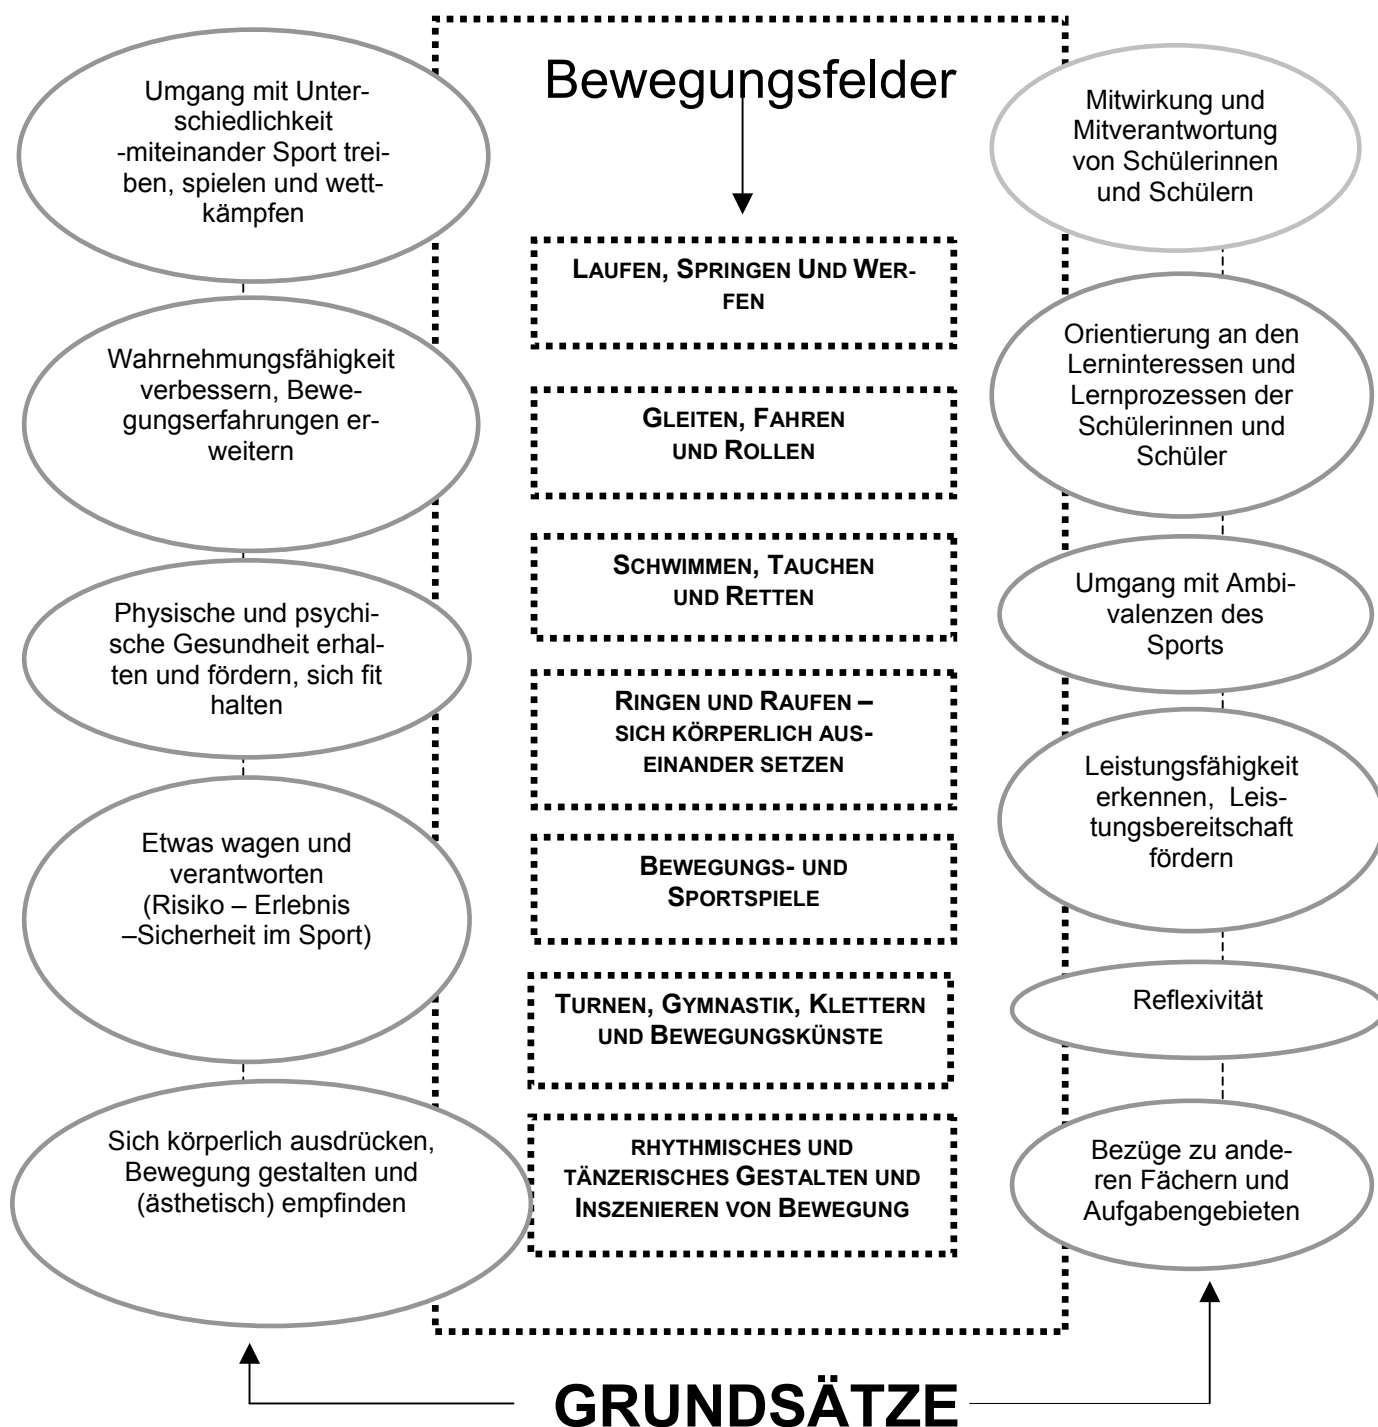 Umgang mit Unter-
schiedlichkeit
-miteinander Sport trei-
ben, spielen und wett-
kämpfen
Wahrnehmungsfähigkeit
verbessern, Bewe-
gungserfahrungen er-
weitern
Physische und psychi-
sche Gesundheit erhal-
ten und fördern, sich fit
halten
Etwas wagen und
verantworten
(Risiko – Erlebnis
–Sicherheit im Sport)
Sich körperlich ausdrücken,
Bewegung gestalten und
(ästhetisch) empfinden
Bewegungsfelder
LAUFEN, SPRINGEN UND WER-
FEN
GLEITEN, FAHREN
UND ROLLEN
SCHWIMMEN, TAUCHEN
UND RETTEN
RINGEN UND RAUFEN –
SICH KÖRPERLICH AUS-
EINANDER SETZEN
BEWEGUNGS- UND
SPORTSPIELE
TURNEN, GYMNASTIK, KLETTERN
UND BEWEGUNGSKÜNSTE
RHYTHMISCHES UND
TÄNZERISCHES GESTALTEN UND
INSZENIEREN VON BEWEGUNG
Mitwirkung und
Mitverantwortung
von Schülerinnen
und Schülern
Orientierung an den
Lerninteressen und
Lernprozessen der
Schülerinnen und
Schüler
Umgang mit Ambi-
valenzen des
Sports
Leistungsfähigkeit
erkennen, Leis-
tungsbereitschaft
fördern
Reflexivität
Bezüge zu ande-
ren Fächern und
Aufgabengebieten
GRUNDSÄTZE